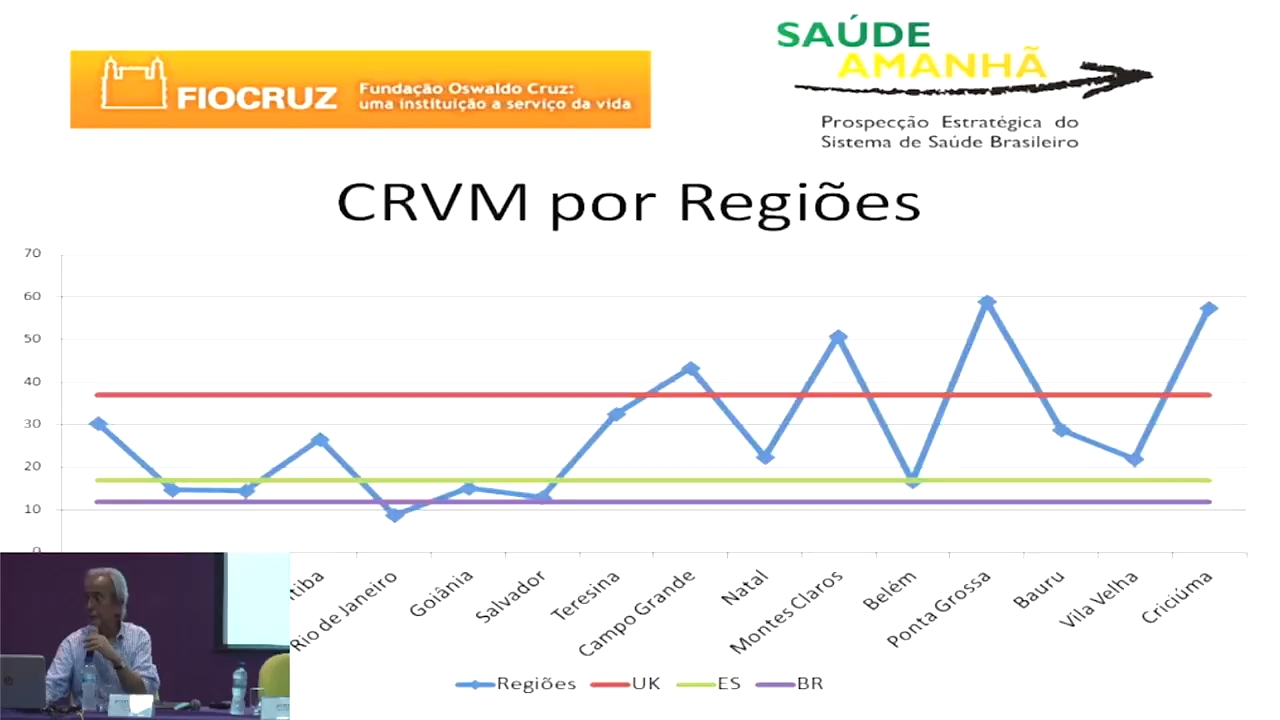 SAÚDE
AMANHÃ
Prospecção Estratégica do
Sistema de Saúde Brasileiro
FIOCRUZ
Fundação Oswaldo Cruz:
uma instituição a serviço da vida
CRVM por Regiões
70
60
50
40
30
20
10
0
itiba
Rio de Janeiro
Goiânia
Salvador
Teresina
Campo Grande
Natal
Montes Claros
Belém
Ponta Grossa
Bauru
Vila Velha
Criciúma
Regiões UK ES BR